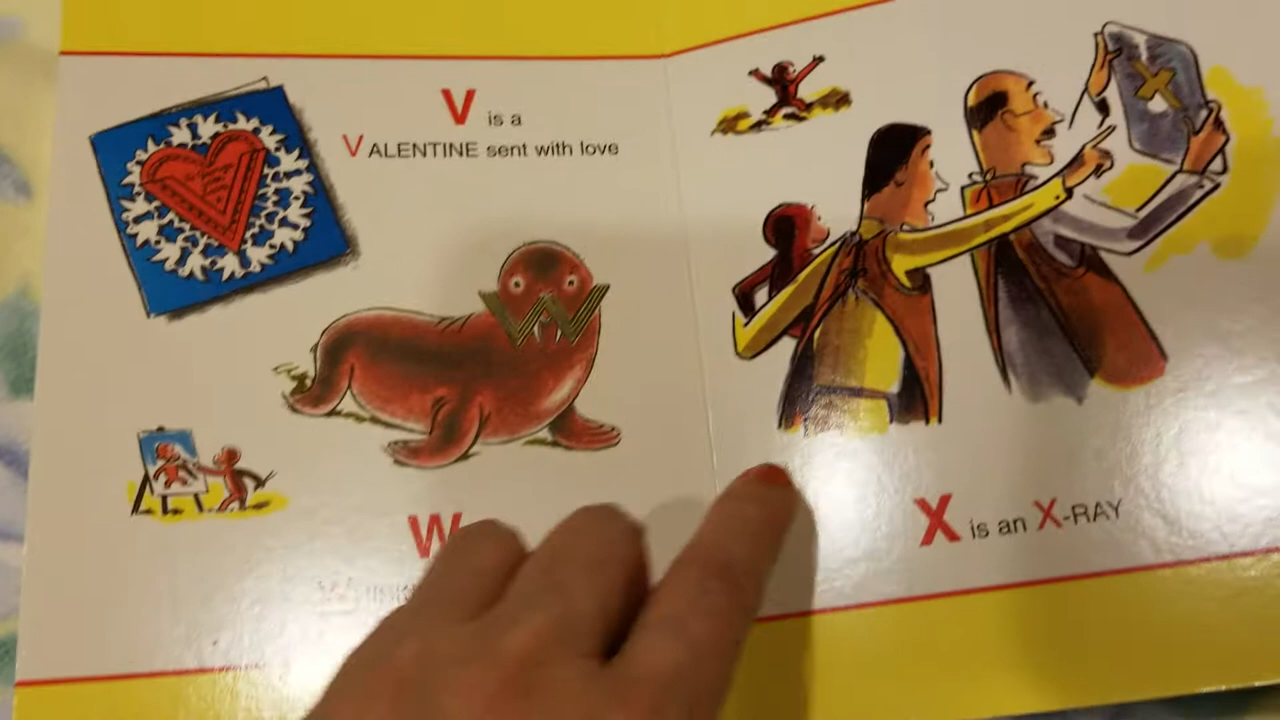 V is a
VALENTINE sent with love
W
X is an X-RAY